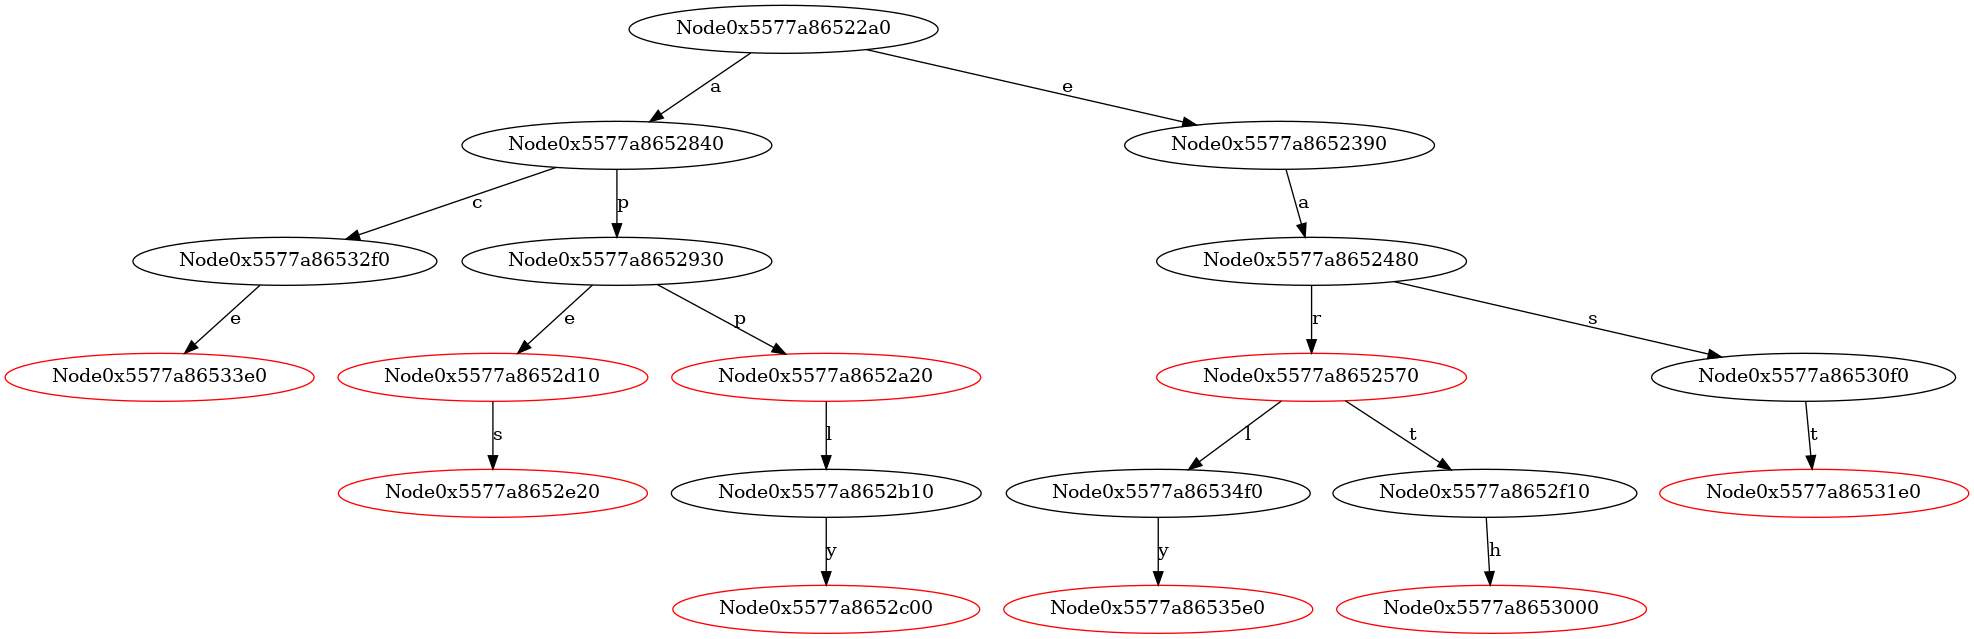 Node0x5577a86522a0
a
e
Node0x5577a8652840
Node0x5577a8652390
c
p
a
Node0x5577a86532f0
Node0x5577a8652930
Node0x5577a8652480
e
e
p
r
s
Node0x5577a86533e0
Node0x5577a8652d10
Node0x5577a8652a20
Node0x5577a8652570
Node0x5577a86530f0
s
l
l
t
t
Node0x5577a8652e20
Node0x5577a8652b10
Node0x5577a86534f0
Node0x5577a8652f10
Node0x5577a86531e0
y
y
h
Node0x5577a8652c00
Node0x5577a86535e0
Node0x5577a8653000